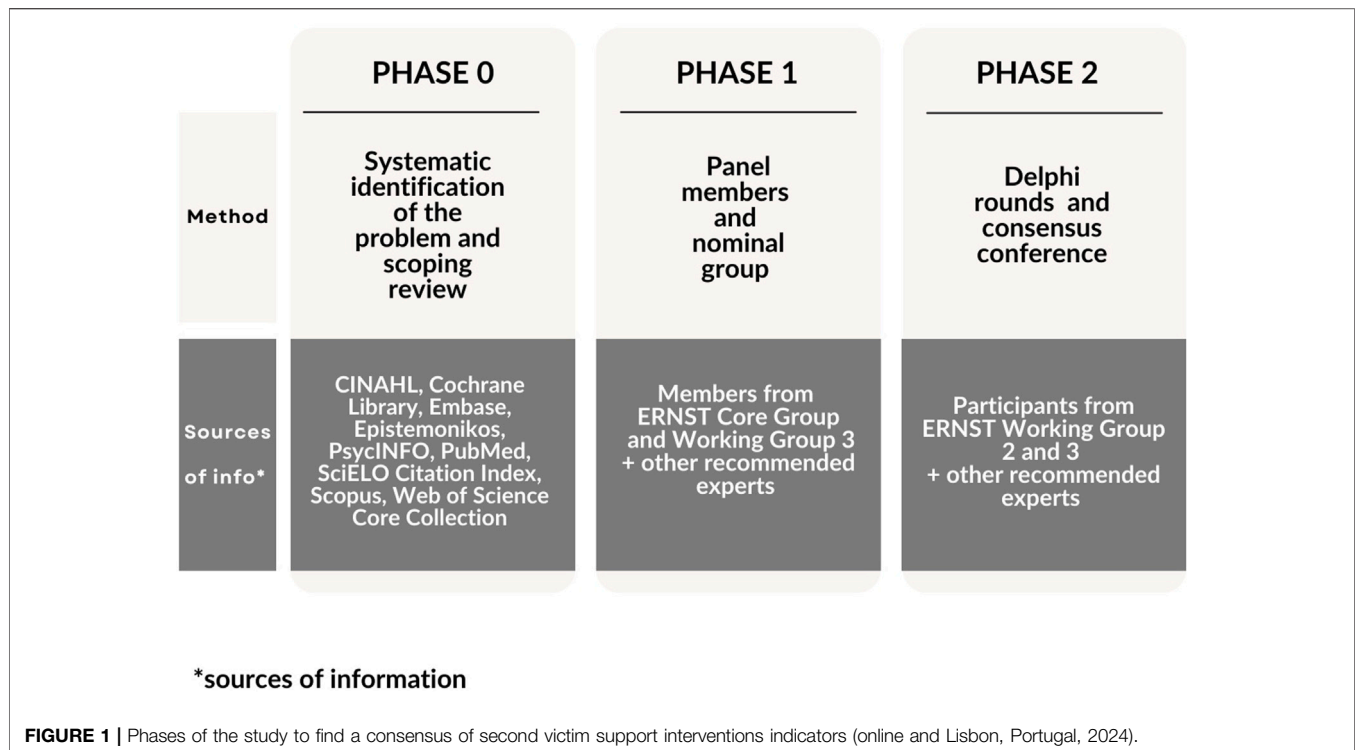 PHASE 0
PHASE 1
PHASE 2
Method
Systematic
identification
of the
problem and
scoping
review
Panel
members
and
nominal
group
Delphi
rounds and
consensus
conference
Sources
of info*
CINAHL, Cochrane
Library, Embase,
Epistemonikos,
PsycINFO, PubMed,
SciELO Citation Index,
Scopus, Web of Science
Core Collection
Members from
ERNST Core Group
and Working Group 3
+ other recommended
experts
Participants from
ERNST Working Group
2 and 3
+ other recommended
experts
*sources of information
FIGURE 1 | Phases of the study to find a consensus of second victim support interventions indicators (online and Lisbon, Portugal, 2024).